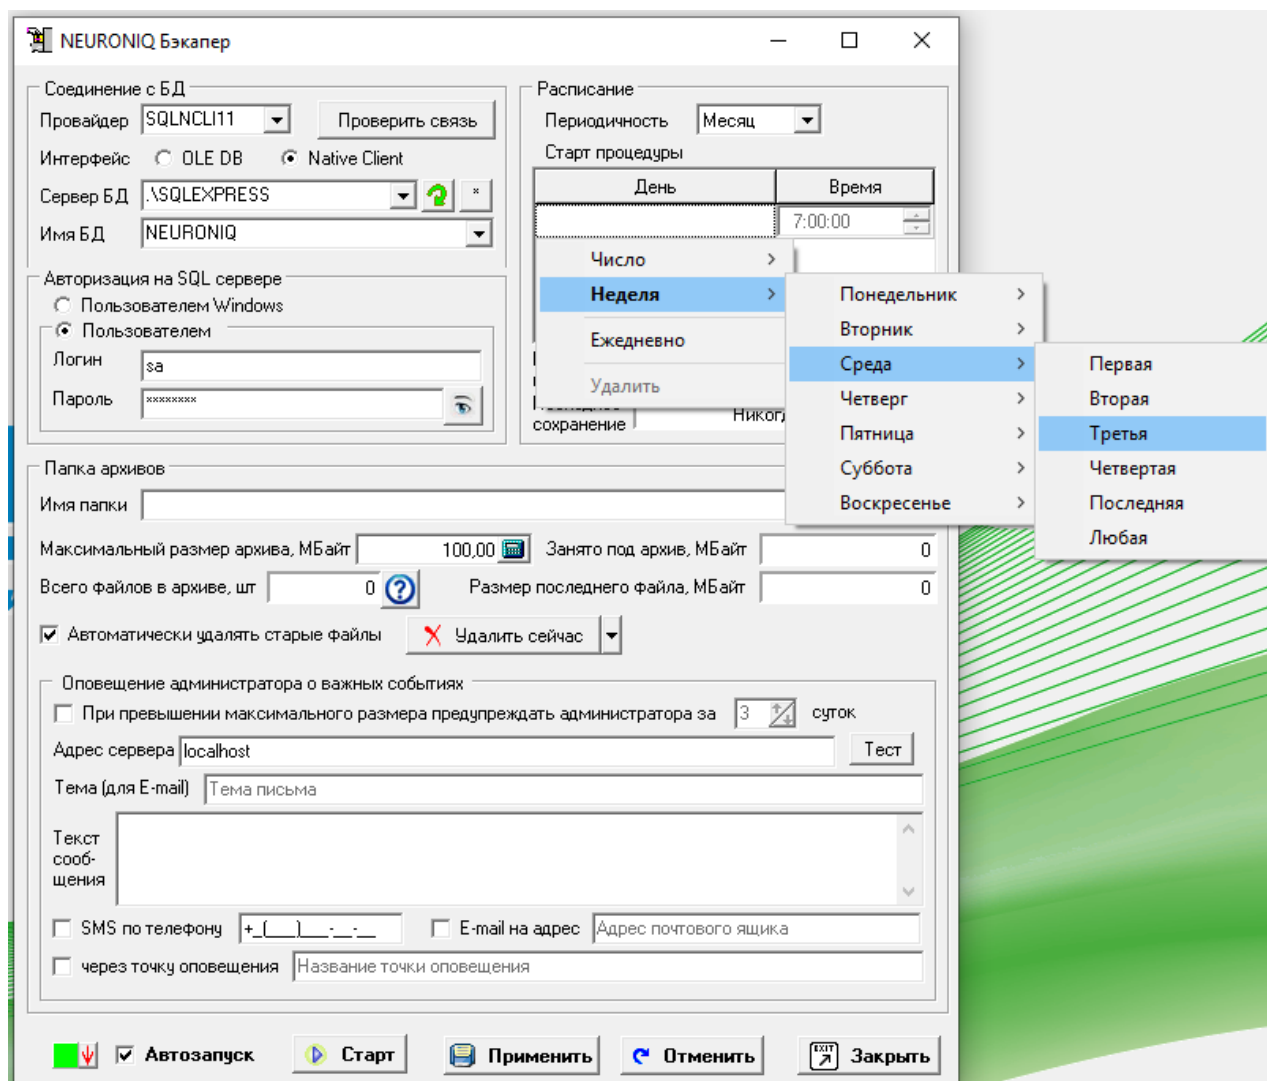 NEURONIQ Бэкапер
Соединение с БД
Провайдер SQLNCLI11 Проверить связь
Интерфейс OLE DB Native Client
Сервер БД .\SQLEXPRESS *
Имя БД NEURONIQ
Авторизация на SQL сервере
Пользователем Windows
Пользователем
Логин sa
Пароль ********
Расписание
Периодичность Месяц
Старт процедуры
День Время
7:00:00
Число
Неделя
Ежедневно
Удалить
сохранение
Понедельник
Вторник
Среда
Четверг
Пятница
Суббота
Воскресенье
Первая
Вторая
Третья
Четвертая
Последняя
Любая
Папка архивов
Имя папки
Максимальный размер архива, МБайт 100,00 Занято под архив, МБайт 0
Всего файлов в архиве, шт 0 Размер последнего файла, МБайт 0
Автоматически удалять старые файлы Удалить сейчас
Оповещение администратора о важных событиях
При превышении максимального размера предупреждать администратора за 3 суток
Адрес сервера localhost Тест
Тема (для E-mail) Тема письма
Текст
сооб-
щения
SMS по телефону +_(___)___-__-__ E-mail на адрес Адрес почтового ящика
через точку оповещения Название точки оповещения
Автозапуск Старт Применить Отменить EXIT Закрыть